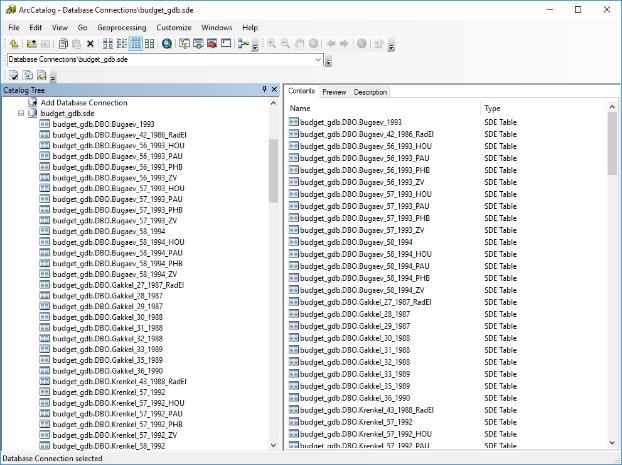 ArcCatalog - Database Connections\budget_gdb.sde
File Edit View Go Geoprocessing Customize Windows Help
Database Connections\budget_gdb.sde
Catalog Tree
Add Database Connection
budget_gdb.sde
budget_gdb.DBO.Bugaev_1993
budget_gdb.DBO.Bugaev_42_1986_RadEl
budget_gdb.DBO.Bugaev_56_1993_HOU
budget_gdb.DBO.Bugaev_56_1993_PAU
budget_gdb.DBO.Bugaev_56_1993_PHB
budget_gdb.DBO.Bugaev_56_1993_ZV
budget_gdb.DBO.Bugaev_57_1993_HOU
budget_gdb.DBO.Bugaev_57_1993_PAU
budget_gdb.DBO.Bugaev_57_1993_PHB
budget_gdb.DBO.Bugaev_57_1993_ZV
budget_gdb.DBO.Bugaev_58_1994
budget_gdb.DBO.Bugaev_58_1994_HOU
budget_gdb.DBO.Bugaev_58_1994_PAU
budget_gdb.DBO.Bugaev_58_1994_PHB
budget_gdb.DBO.Bugaev_58_1994_ZV
budget_gdb.DBO.Gakkel_27_1987_RadEl
budget_gdb.DBO.Gakkel_28_1987
budget_gdb.DBO.Gakkel_29_1987
budget_gdb.DBO.Gakkel_30_1988
budget_gdb.DBO.Gakkel_31_1988
budget_gdb.DBO.Gakkel_32_1988
budget_gdb.DBO.Gakkel_33_1989
budget_gdb.DBO.Gakkel_35_1989
budget_gdb.DBO.Gakkel_36_1990
budget_gdb.DBO.Krenkel_43_1988_RadEl
budget_gdb.DBO.Krenkel_57_1992
budget_gdb.DBO.Krenkel_57_1992_HOU
budget_gdb.DBO.Krenkel_57_1992_PAU
budget_gdb.DBO.Krenkel_57_1992_PHB
budget_gdb.DBO.Krenkel_57_1992_ZV
budget_gdb.DBO.Krenkel_58_1992
Contents Preview Description
Name Type
budget_gdb.DBO.Bugaev_1993 SDE Table
budget_gdb.DBO.Bugaev_42_1986_RadEl SDE Table
budget_gdb.DBO.Bugaev_56_1993_HOU SDE Table
budget_gdb.DBO.Bugaev_56_1993_PAU SDE Table
budget_gdb.DBO.Bugaev_56_1993_PHB SDE Table
budget_gdb.DBO.Bugaev_56_1993_ZV SDE Table
budget_gdb.DBO.Bugaev_57_1993_HOU SDE Table
budget_gdb.DBO.Bugaev_57_1993_PAU SDE Table
budget_gdb.DBO.Bugaev_57_1993_PHB SDE Table
budget_gdb.DBO.Bugaev_57_1993_ZV SDE Table
budget_gdb.DBO.Bugaev_58_1994 SDE Table
budget_gdb.DBO.Bugaev_58_1994_HOU SDE Table
budget_gdb.DBO.Bugaev_58_1994_PAU SDE Table
budget_gdb.DBO.Bugaev_58_1994_PHB SDE Table
budget_gdb.DBO.Bugaev_58_1994_ZV SDE Table
budget_gdb.DBO.Gakkel_27_1987_RadEl SDE Table
budget_gdb.DBO.Gakkel_28_1987 SDE Table
budget_gdb.DBO.Gakkel_29_1987 SDE Table
budget_gdb.DBO.Gakkel_30_1988 SDE Table
budget_gdb.DBO.Gakkel_31_1988 SDE Table
budget_gdb.DBO.Gakkel_32_1988 SDE Table
budget_gdb.DBO.Gakkel_33_1989 SDE Table
budget_gdb.DBO.Gakkel_35_1989 SDE Table
budget_gdb.DBO.Gakkel_36_1990 SDE Table
budget_gdb.DBO.Krenkel_43_1988_RadEl SDE Table
budget_gdb.DBO.Krenkel_57_1992 SDE Table
budget_gdb.DBO.Krenkel_57_1992_HOU SDE Table
budget_gdb.DBO.Krenkel_57_1992_PAU SDE Table
Database Connection selected